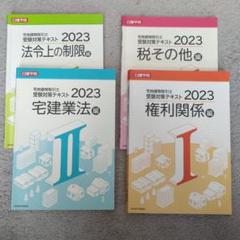 日建学院
宅地建物取引士
受験対策テキスト 2023
法令上の制限 編
日建学院
宅地建物取引士
受験対策テキスト 2023
税その他 編
日建学院
宅地建物取引士
受験対策テキスト 2023
宅建業法 編
II
日建学院
宅地建物取引士
受験対策テキスト 2023
権利関係 編
I